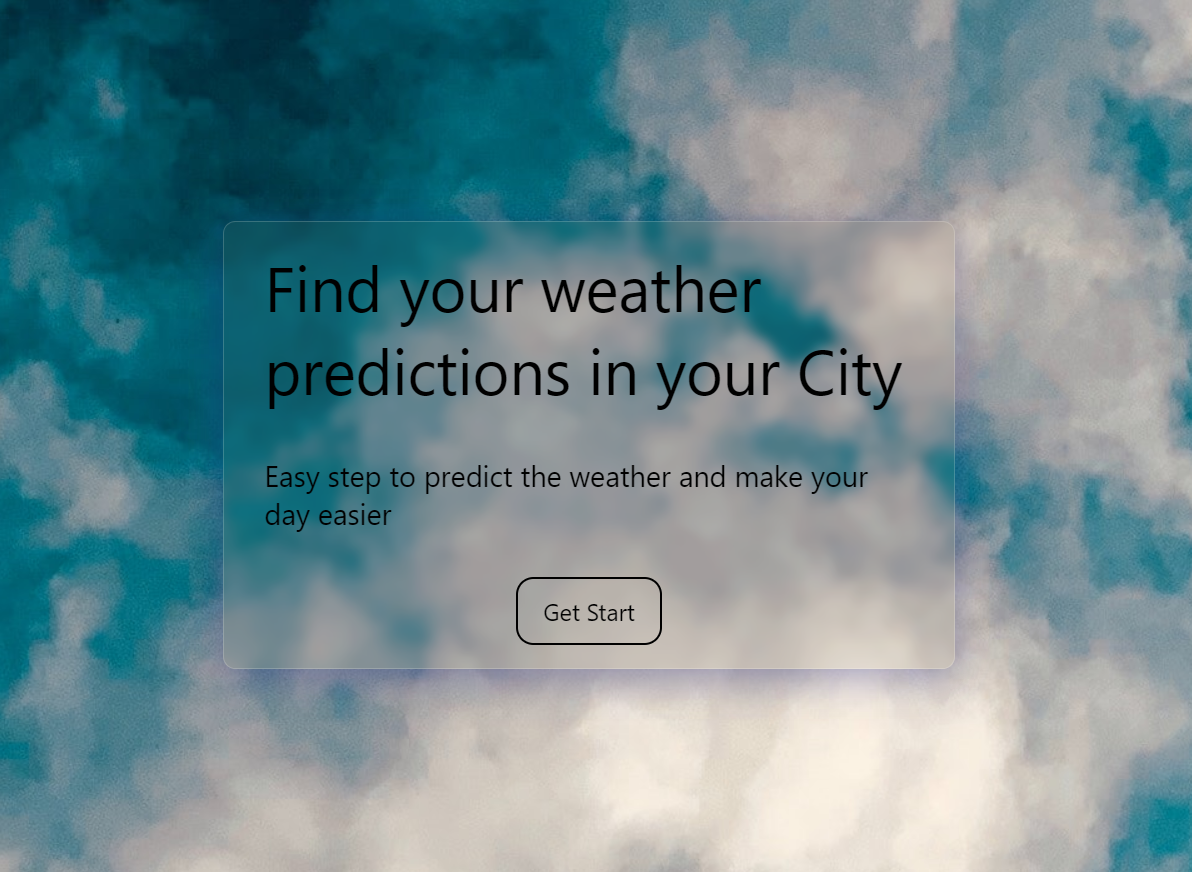 Find your weather
predictions in your City
Easy step to predict the weather and make your
day easier
Get Start